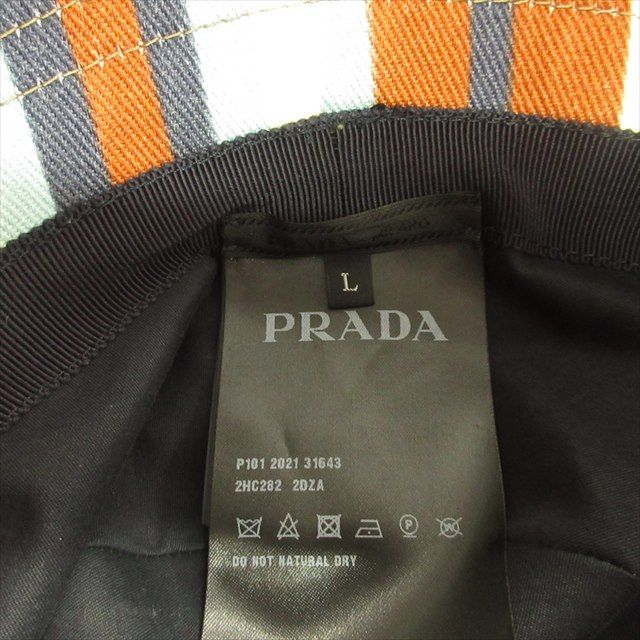 L
PRADA
P101 2021 31643
2HC282 2DZA
P
DO NOT NATURAL DRY